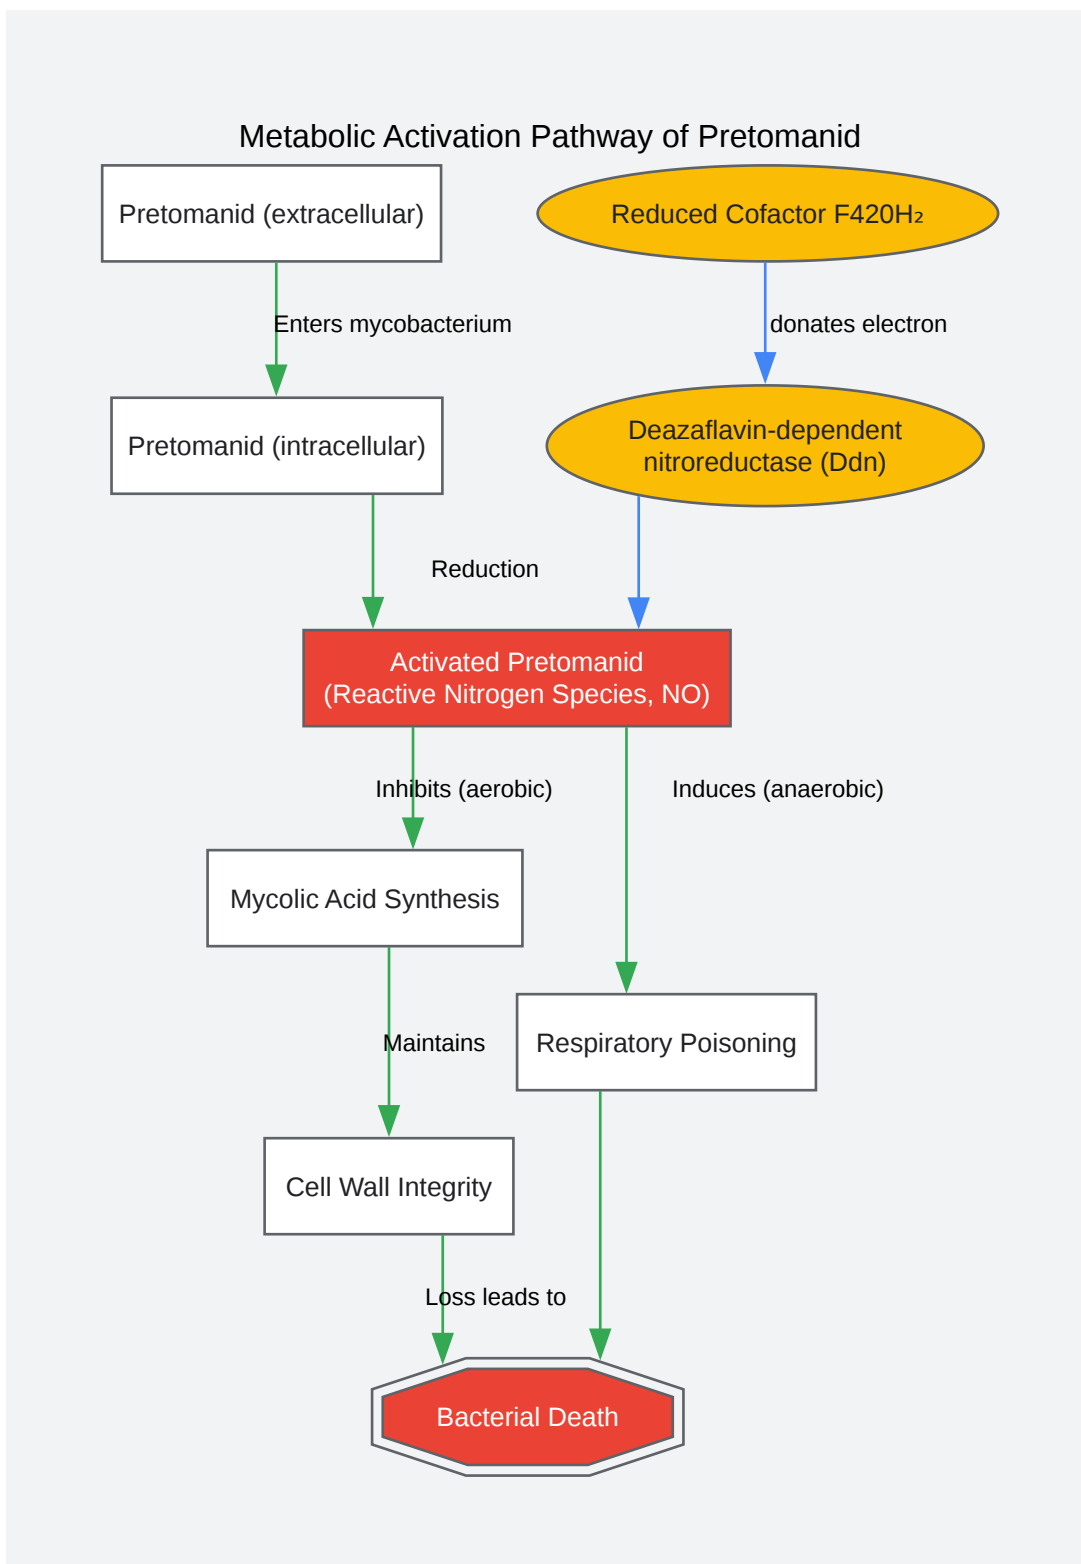 Metabolic Activation Pathway of Pretomanid
Pretomanid (extracellular)
Reduced Cofactor F420H₂
Enters mycobacterium
donates electron
Pretomanid (intracellular)
Deazaflavin-dependent
nitroreductase (Ddn)
Reduction
Activated Pretomanid
(Reactive Nitrogen Species, NO)
Inhibits (aerobic)
Induces (anaerobic)
Mycolic Acid Synthesis
Maintains
Respiratory Poisoning
Cell Wall Integrity
Loss leads to
Bacterial Death